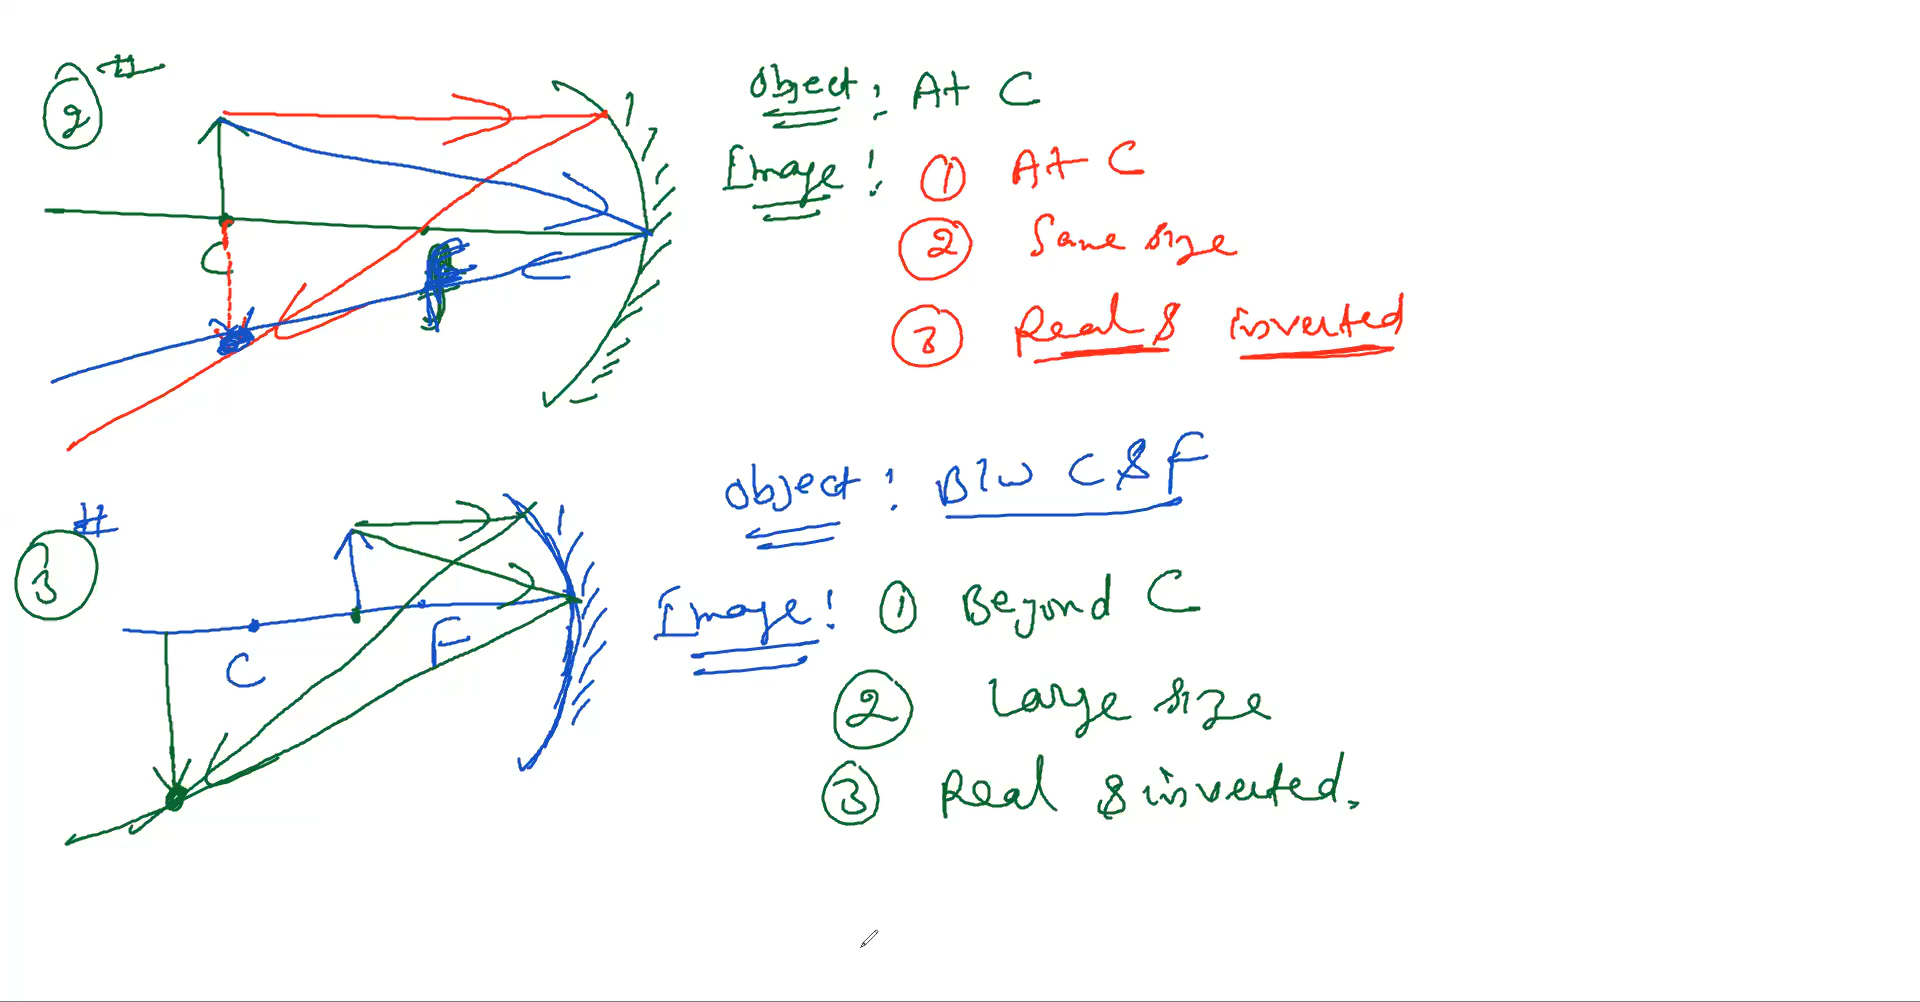 2 #
Object : At C
Image : 1 At C
2 Same size
3 Real & inverted
C
3 #
Object : B/w C & F
Image : 1 Beyond C
2 Large size
3 Real & inverted.
C F